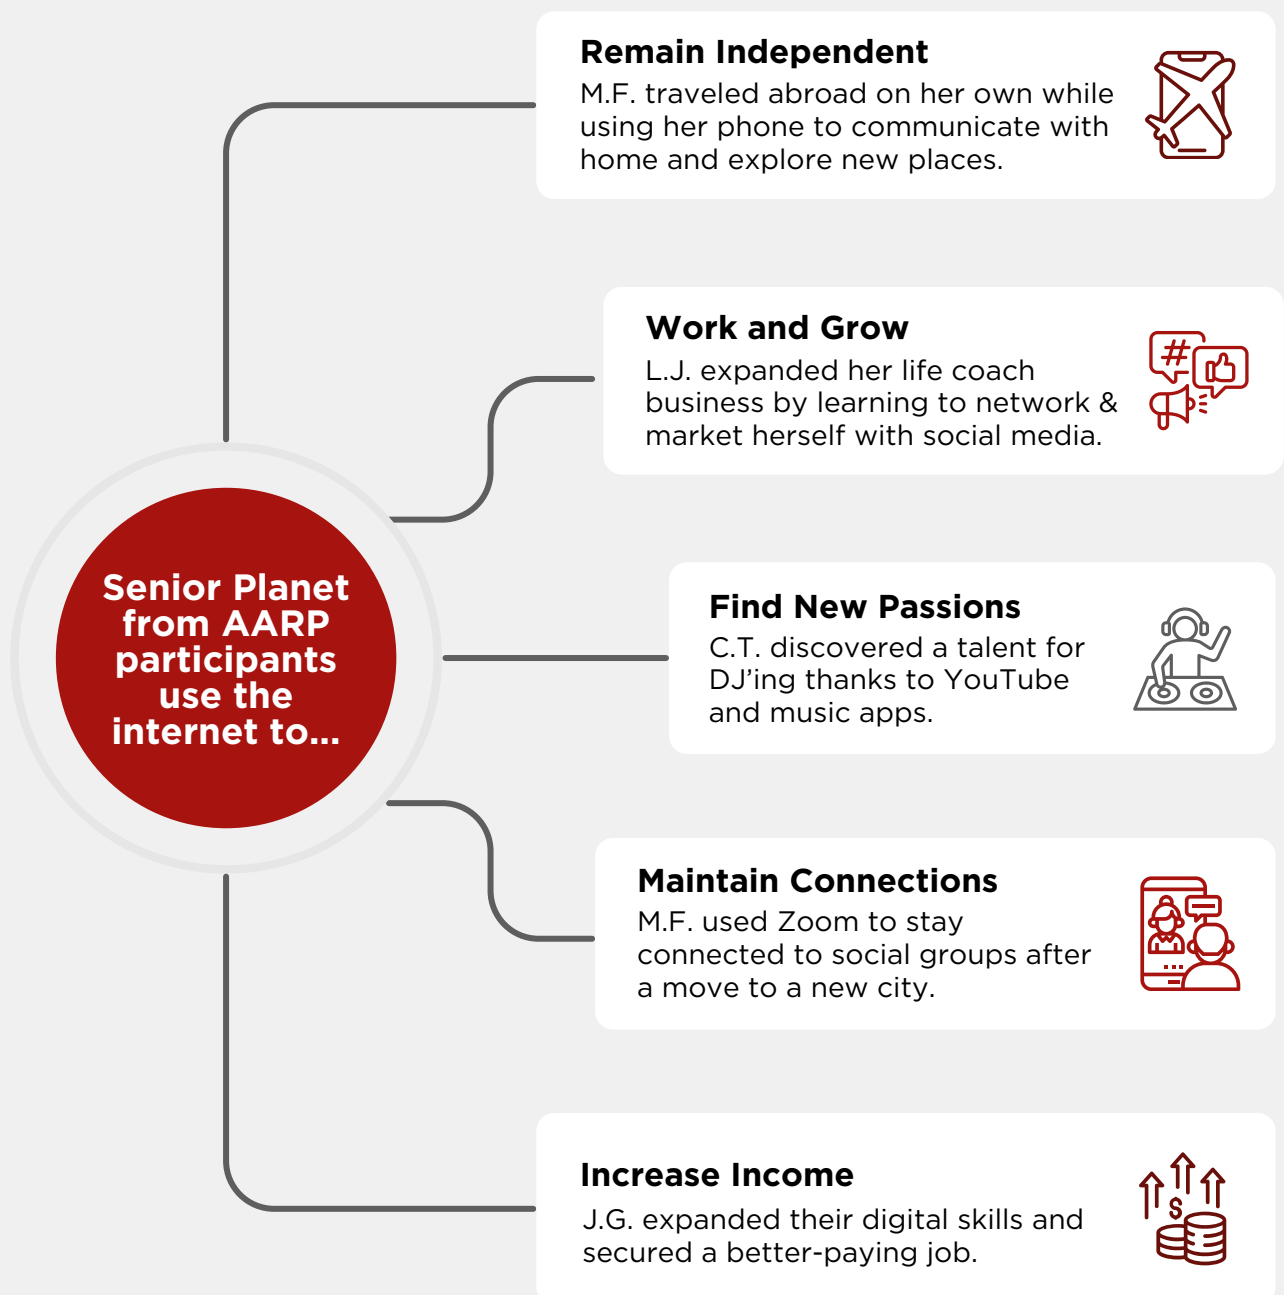 Remain Independent
M.F. traveled abroad on her own while
using her phone to communicate with
home and explore new places.
Work and Grow
L.J. expanded her life coach
business by learning to network &
market herself with social media.
Senior Planet
from AARP
participants
use the
internet to...
Find New Passions
C.T. discovered a talent for
DJ’ing thanks to YouTube
and music apps.
Maintain Connections
M.F. used Zoom to stay
connected to social groups after
a move to a new city.
Increase Income
J.G. expanded their digital skills and
secured a better-paying job.